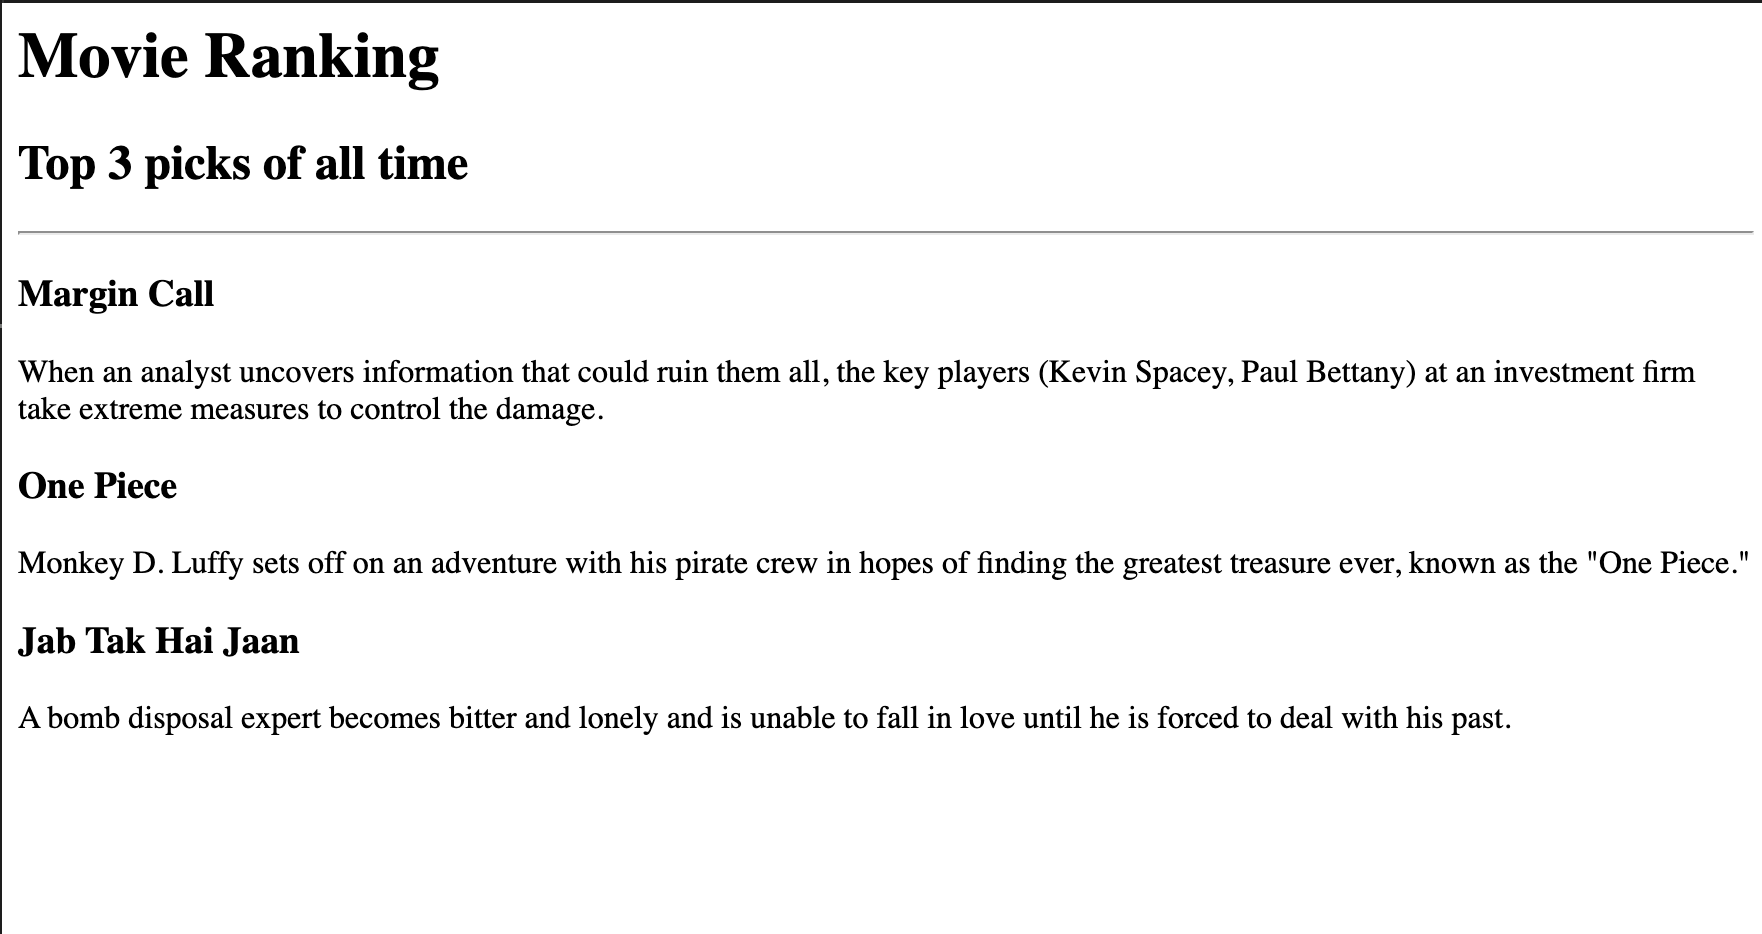 Movie Ranking
Top 3 picks of all time
Margin Call
When an analyst uncovers information that could ruin them all, the key players (Kevin Spacey, Paul Bettany) at an investment firm
take extreme measures to control the damage.
One Piece
Monkey D. Luffy sets off on an adventure with his pirate crew in hopes of finding the greatest treasure ever, known as the "One Piece."
Jab Tak Hai Jaan
A bomb disposal expert becomes bitter and lonely and is unable to fall in love until he is forced to deal with his past.